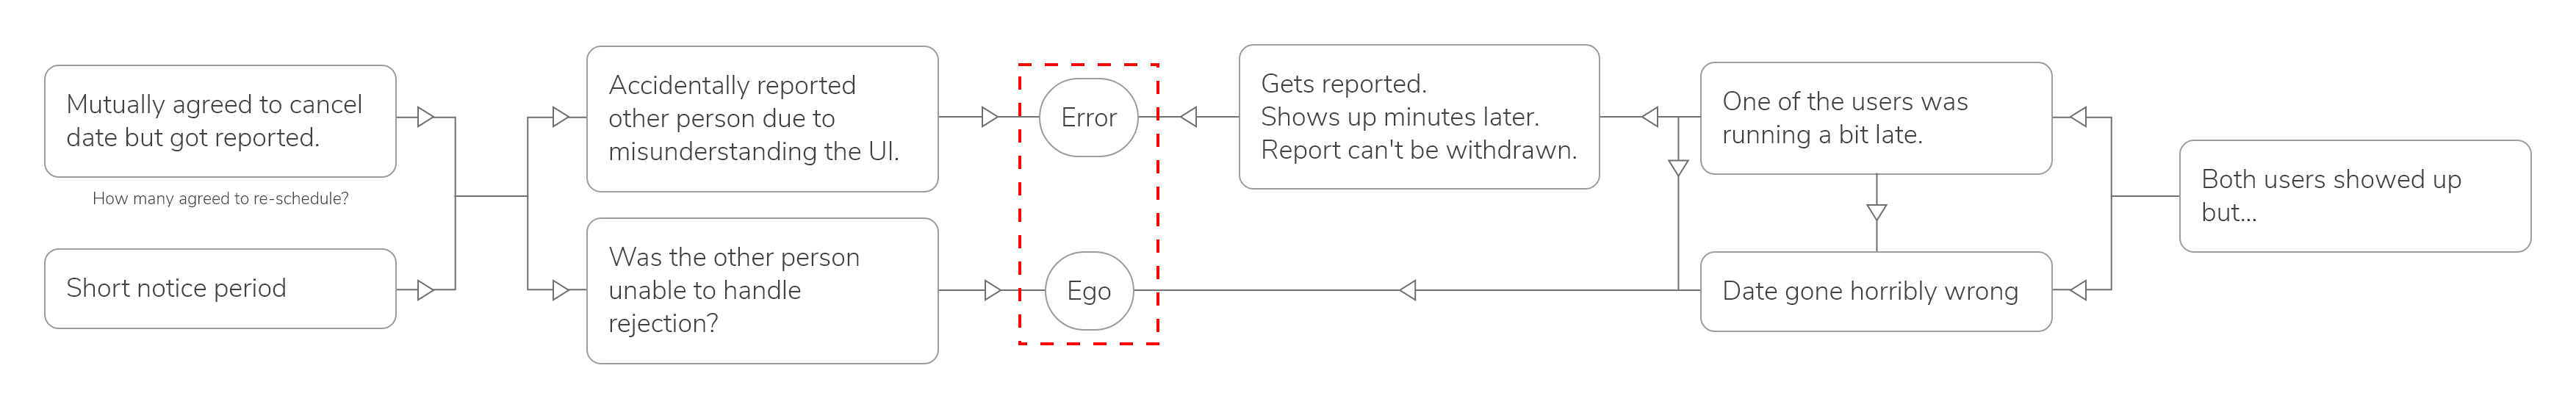 Mutually agreed to cancel
date but got reported.
How many agreed to re-schedule?
Short notice period
Accidentally reported
other person due to
misunderstanding the UI.
Was the other person
unable to handle
rejection?
Error
Ego
Gets reported.
Shows up minutes later.
Report can't be withdrawn.
One of the users was
running a bit late.
Date gone horribly wrong
Both users showed up
but...